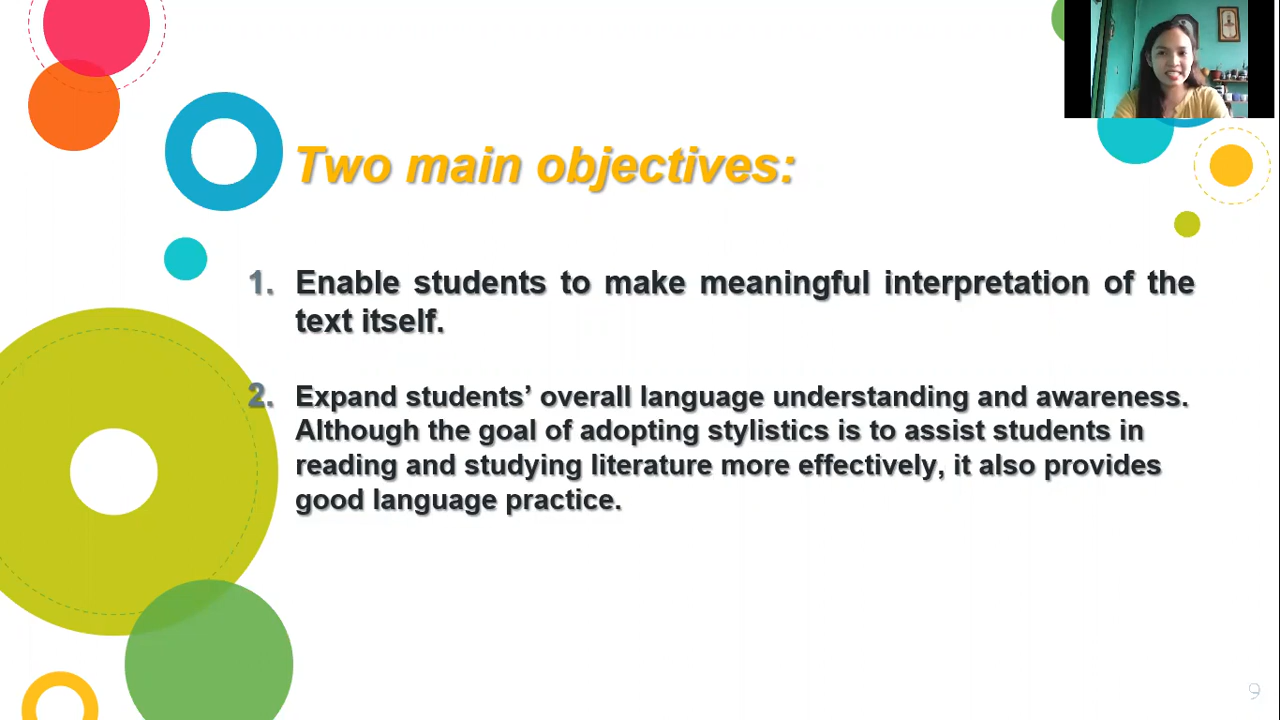 Two main objectives:
1. Enable students to make meaningful interpretation of the
text itself.
2. Expand students’ overall language understanding and awareness.
Although the goal of adopting stylistics is to assist students in
reading and studying literature more effectively, it also provides
good language practice.
9